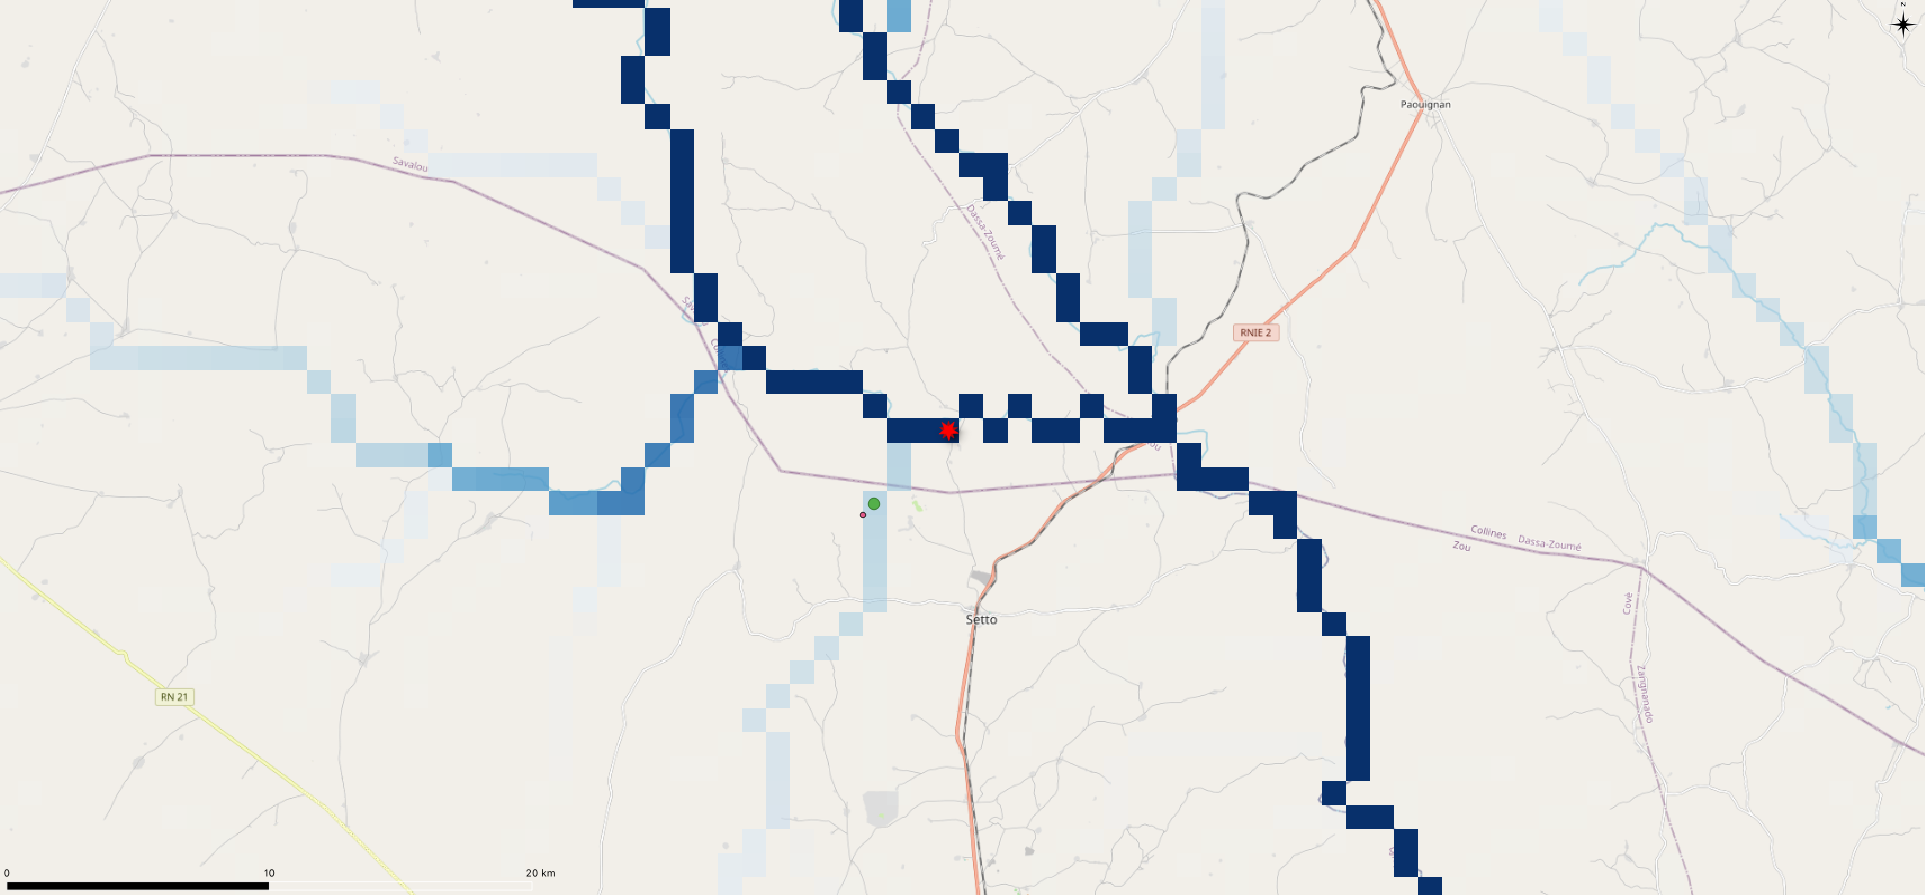 N
Paouignan
Savalou
Dassa-Zoumé
RNIE 2
Collines
Dassa-Zoumé
Zou
Covè
Setto
Zangnanado
RN 21
0
10
20 km